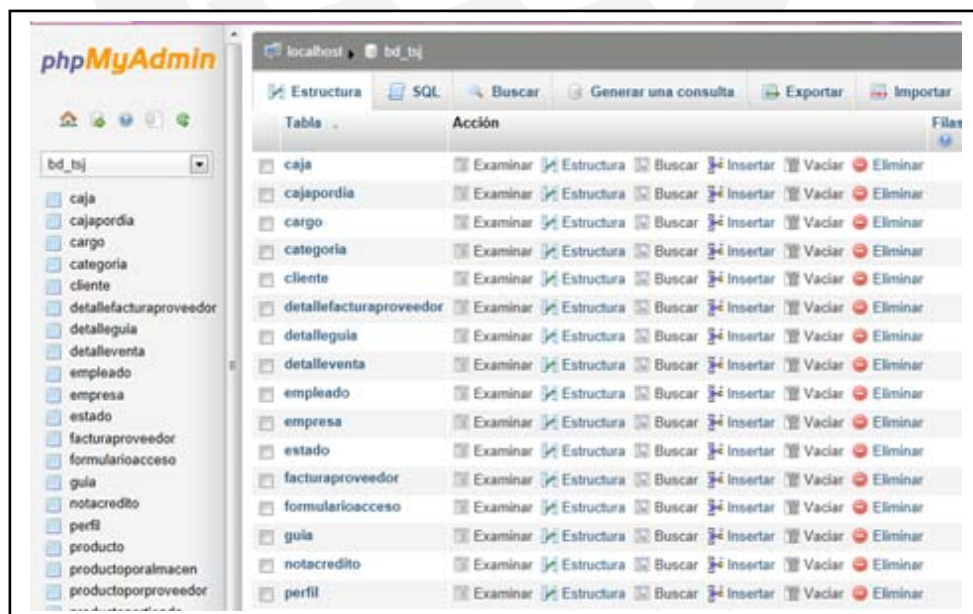 phpMyAdmin
bd_tsj
caja
cajapordia
cargo
categoria
cliente
detallefacturaproveedor
detalleguia
detalleventa
empleado
empresa
estado
facturaproveedor
formularioacceso
guia
notacredito
perfil
producto
productoporalmacen
productoporproveedor
localhost bd_tsj
Estructura SQL Buscar Generar una consulta Exportar Importar
Tabla Acción Filas
caja Examinar Estructura Buscar Insertar Vaciar Eliminar
cajapordia Examinar Estructura Buscar Insertar Vaciar Eliminar
cargo Examinar Estructura Buscar Insertar Vaciar Eliminar
categoria Examinar Estructura Buscar Insertar Vaciar Eliminar
cliente Examinar Estructura Buscar Insertar Vaciar Eliminar
detallefacturaproveedor Examinar Estructura Buscar Insertar Vaciar Eliminar
detalleguia Examinar Estructura Buscar Insertar Vaciar Eliminar
detalleventa Examinar Estructura Buscar Insertar Vaciar Eliminar
empleado Examinar Estructura Buscar Insertar Vaciar Eliminar
empresa Examinar Estructura Buscar Insertar Vaciar Eliminar
estado Examinar Estructura Buscar Insertar Vaciar Eliminar
facturaproveedor Examinar Estructura Buscar Insertar Vaciar Eliminar
formularioacceso Examinar Estructura Buscar Insertar Vaciar Eliminar
guia Examinar Estructura Buscar Insertar Vaciar Eliminar
notacredito Examinar Estructura Buscar Insertar Vaciar Eliminar
perfil Examinar Estructura Buscar Insertar Vaciar Eliminar